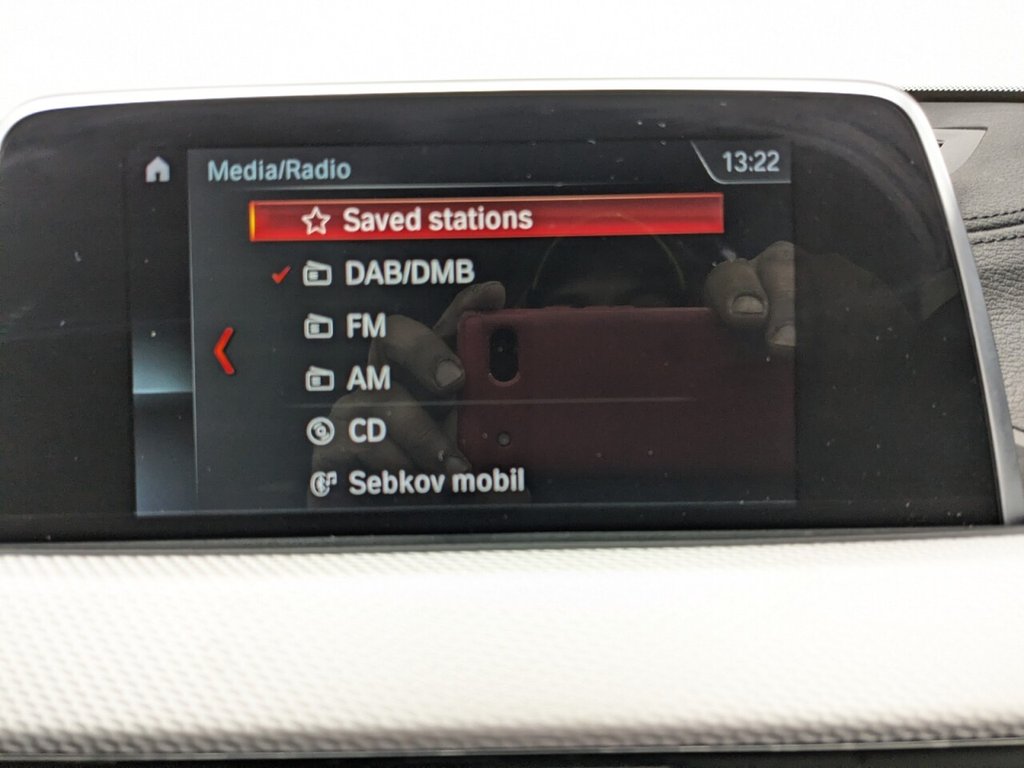 Media/Radio
13:22
Saved stations
DAB/DMB
FM
AM
CD
Sebkov mobil